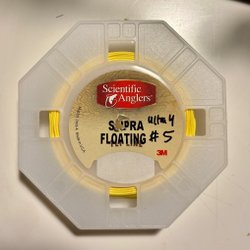 Scientific
Anglers®
ultra 4
SUPRA
FLOATING #5
3M